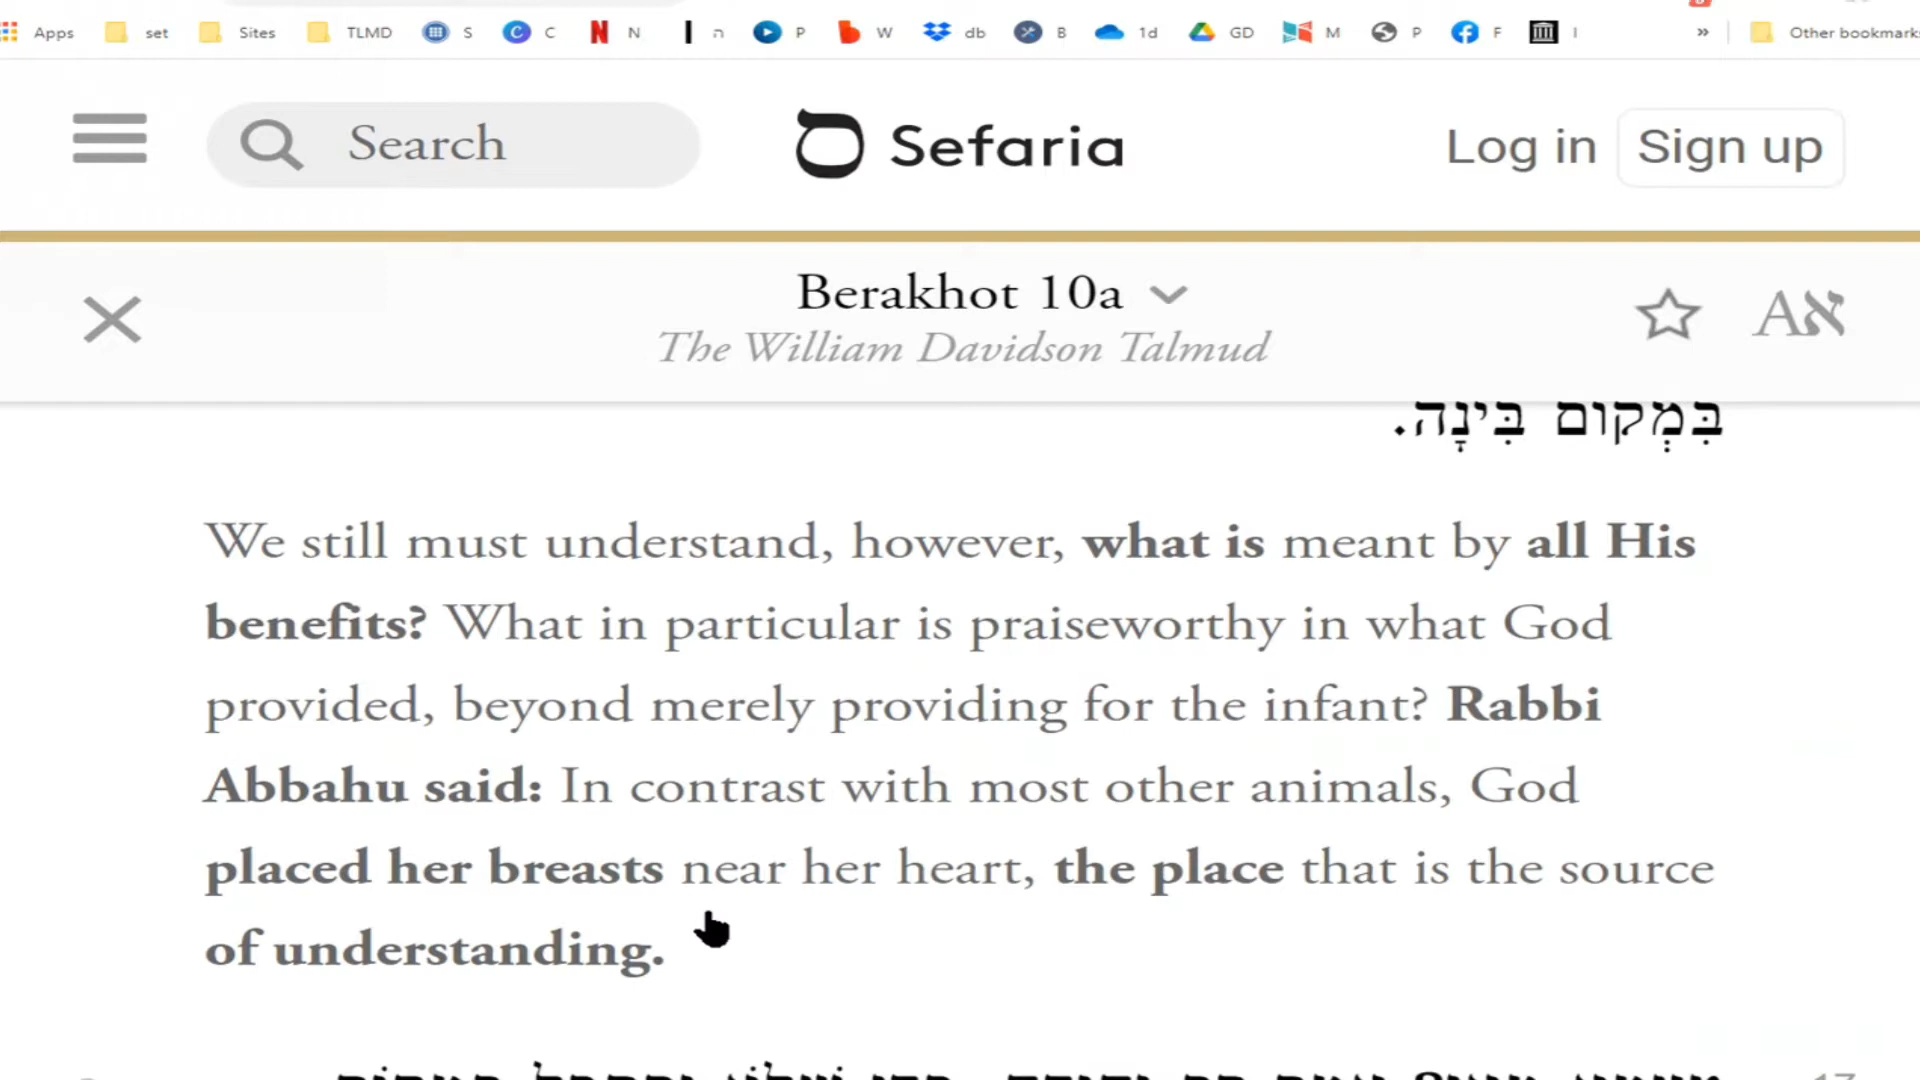 Apps set Sites TLMD S C N ה P W db B 1d GD M P F I » Other bookmark
Search
Sefaria
Log in Sign up
Berakhot 10a
The William Davidson Talmud
Aא
בִּמְקוֹם בִּינָה.
We still must understand, however, what is meant by all His
benefits? What in particular is praiseworthy in what God
provided, beyond merely providing for the infant? Rabbi
Abbahu said: In contrast with most other animals, God
placed her breasts near her heart, the place that is the source
of understanding.